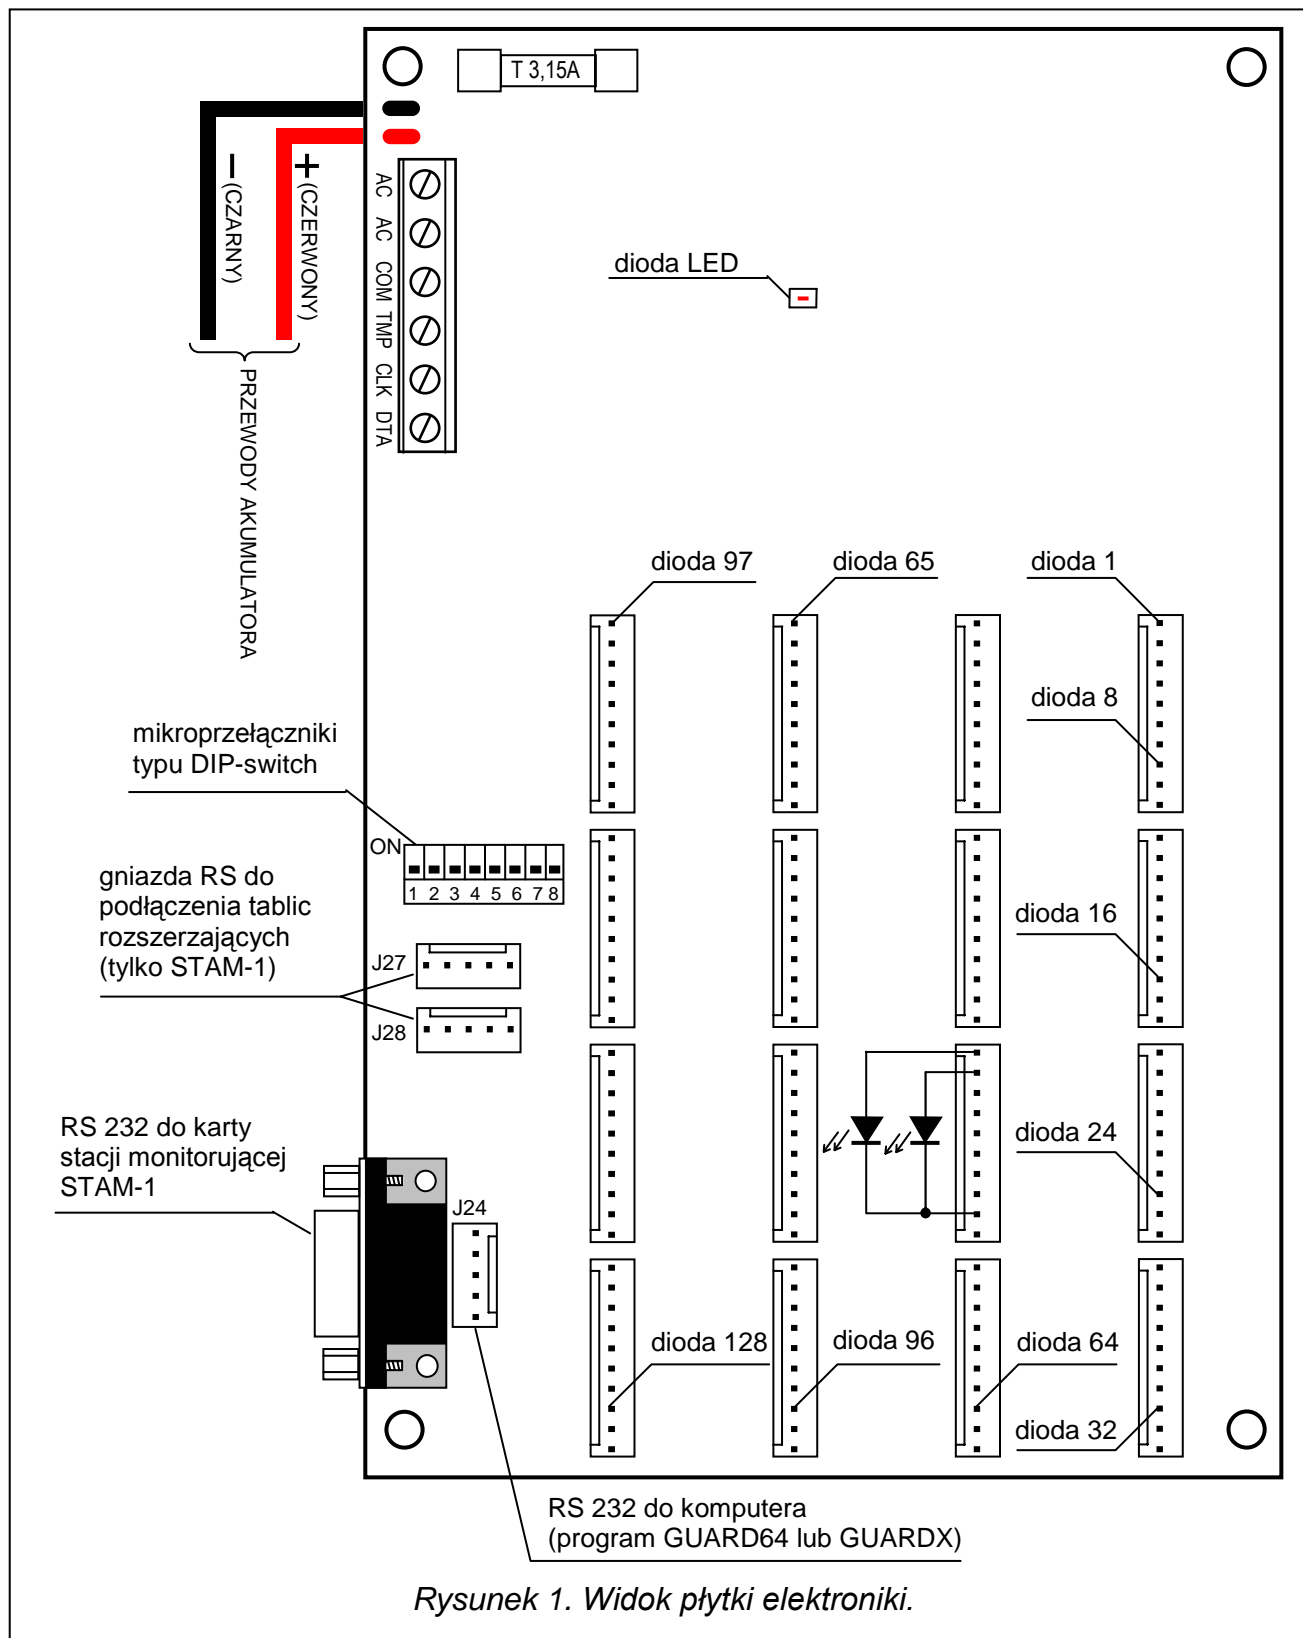 T 3,15A
(CZARNY)
+
(CZERWONY)
PRZEWODY AKUMULATORA
AC
AC
COM
TMP
CLK
DTA
dioda LED
dioda 97
dioda 65
dioda 1
dioda 8
mikroprzełączniki
typu DIP-switch
ON
1 2 3 4 5 6 7 8
gniazda RS do
podłączenia tablic
rozszerzających
(tylko STAM-1)
J27
J28
dioda 16
RS 232 do karty
stacji monitorującej
STAM-1
J24
dioda 24
dioda 128
dioda 96
dioda 64
dioda 32
RS 232 do komputera
(program GUARD64 lub GUARDX)
Rysunek 1. Widok płytki elektroniki.